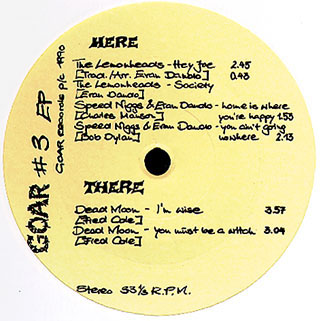 HERE
The Lemonheads - Hey, Joe 2.45
[Trad./Arr. Evan Dando] 0.43
The Lemonheads - Society
[Evan Dando]
Speed Niggs & Evan Dando - home is where
[Charles Manson] you're happy 1.53
Speed Niggs & Evan Dando - you ain't going
[Bob Dylan] nowhere 2.13
THERE
Dead Moon - I'm wise 3.57
[Fred Cole]
Dead Moon - you must be a witch 3.04
[Fred Cole]
Stereo 33⅓ R.P.M.
GOAR #3 EP
GOAR records p/c 1990